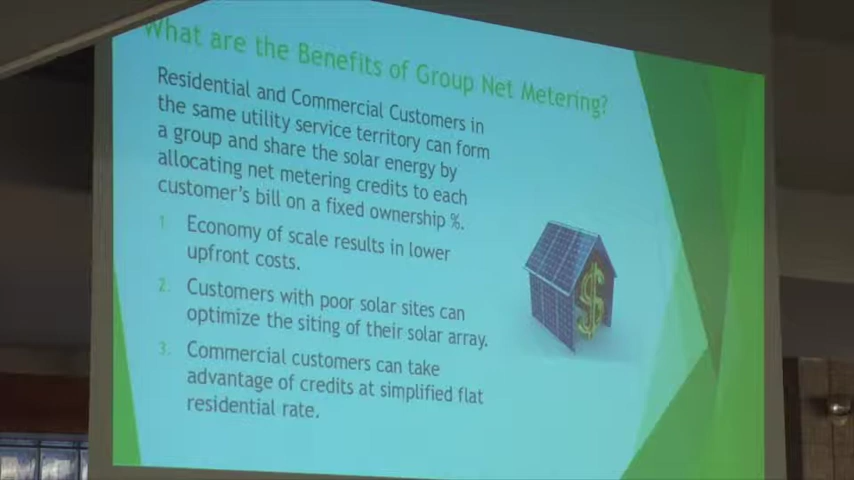 What are the Benefits of Group Net Metering?
Residential and Commercial Customers in
the same utility service territory can form
a group and share the solar energy by
allocating net metering credits to each
customer's bill on a fixed ownership %.
1. Economy of scale results in lower
upfront costs.
2. Customers with poor solar sites can
optimize the siting of their solar array.
3. Commercial customers can take
advantage of credits at simplified flat
residential rate.
$